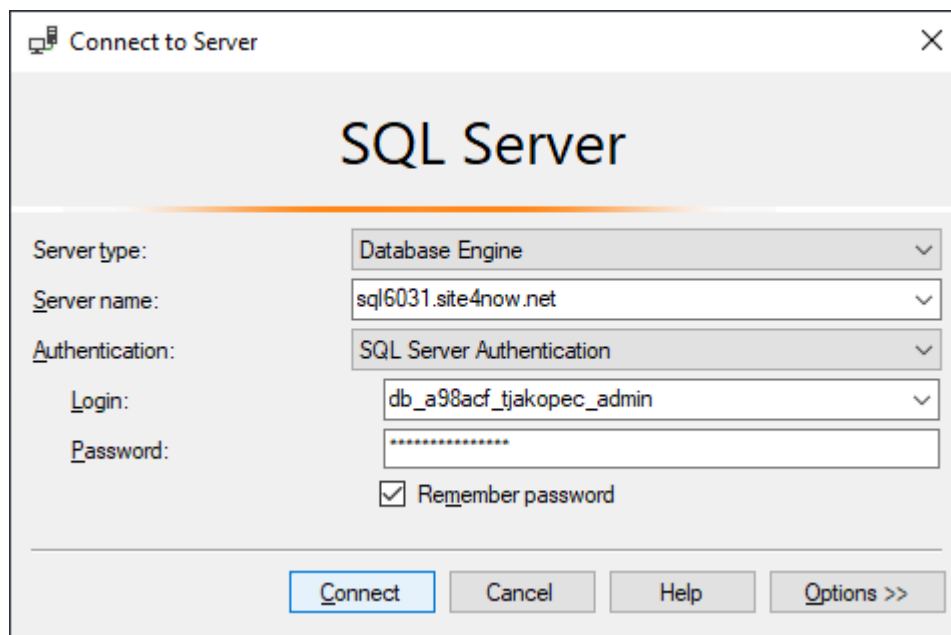 Connect to Server
SQL Server
Server type: Database Engine
Server name: sql6031.site4now.net
Authentication: SQL Server Authentication
Login: db_a98acf_tjakopec_admin
Password: ***************
Remember password
Connect Cancel Help Options >>